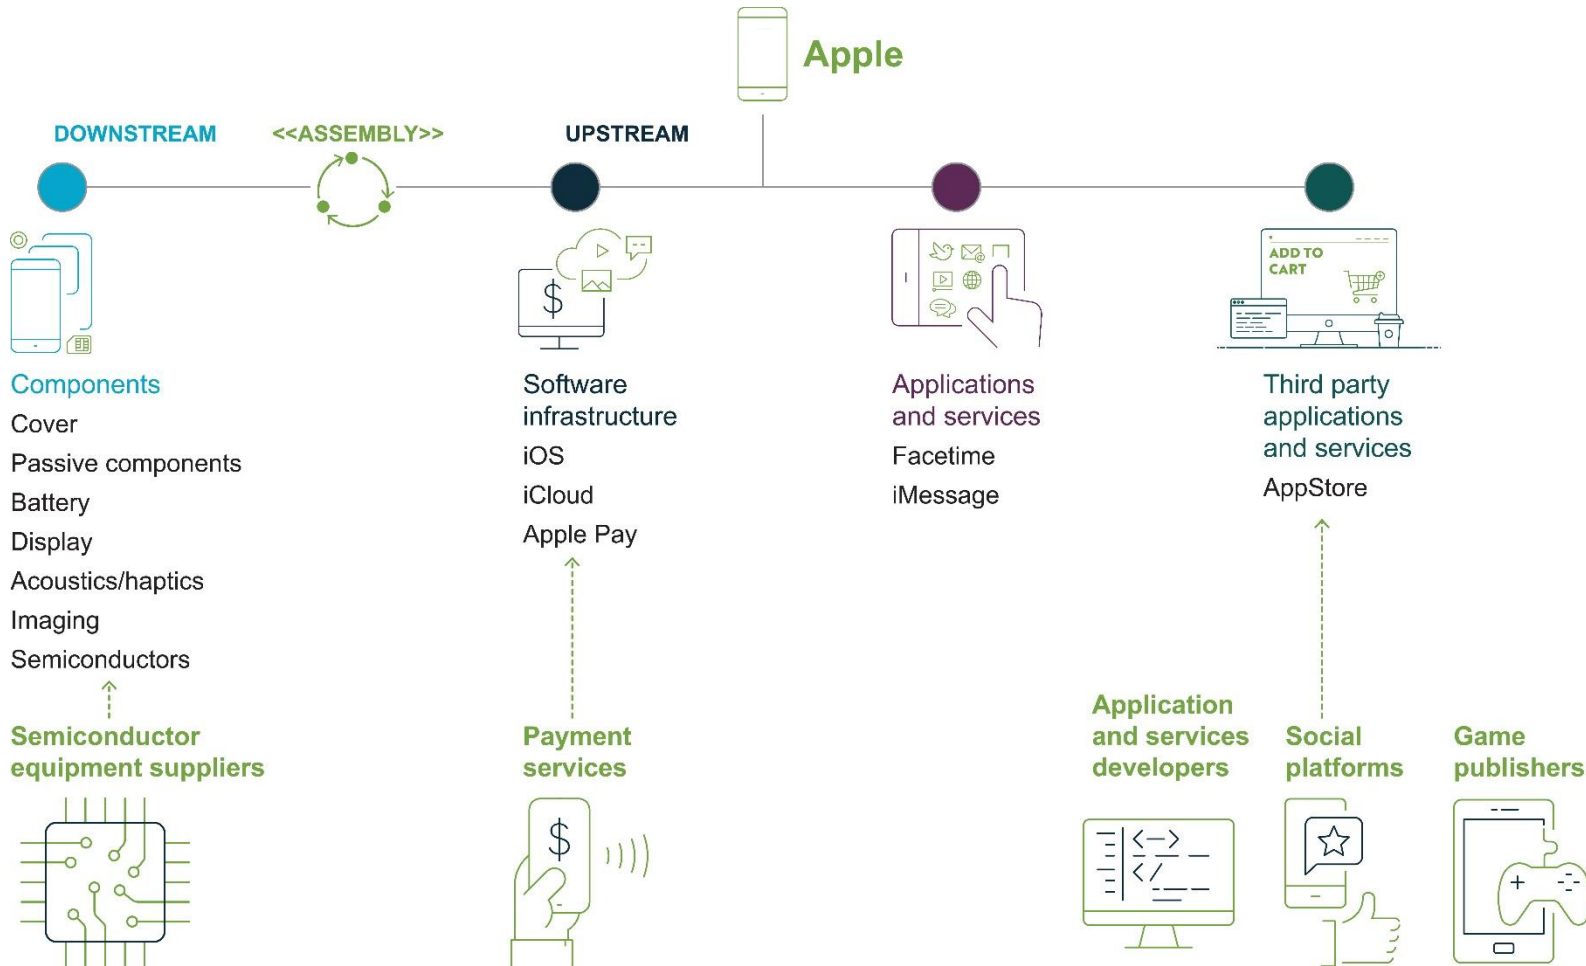 Apple
DOWNSTREAM
<<ASSEMBLY>>
UPSTREAM
ADD TO
CART
$
Components
Cover
Passive components
Battery
Display
Acoustics/haptics
Imaging
Semiconductors
Software
infrastructure
iOS
iCloud
Apple Pay
Applications
and services
Facetime
iMessage
Third party
applications
and services
AppStore
Semiconductor
equipment suppliers
Payment
services
$
Application
and services
developers
Social
platforms
Game
publishers